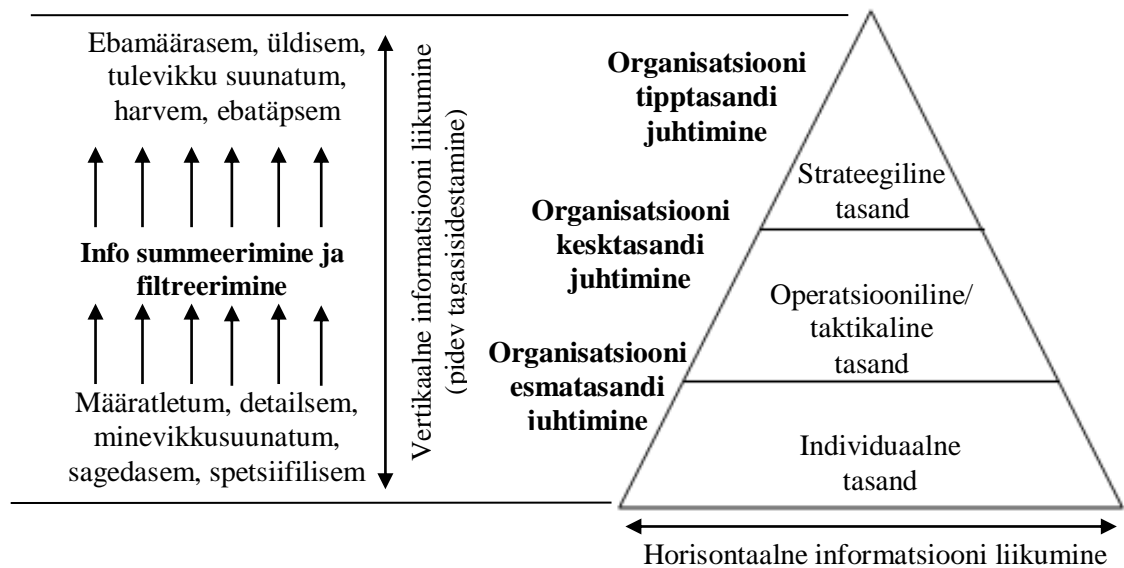 Ebamäärasem, üldisem,
tulevikku suunatum,
harvem, ebatäpsem
Info summeerimine ja
filtreerimine
Määratletum, detailsem,
minevikkusuunatum,
sagedasem, spetsiifilisem
Vertikaalne informatsiooni liikumine
(pidev tagasisidestamine)
Organisatsiooni
tipptasandi
juhtimine
Organisatsiooni
kesktasandi
juhtimine
Organisatsiooni
esmatasandi
juhtimine
Strateegiline
tasand
Operatsiooniline/
taktikaline
tasand
Individuaalne
tasand
Horisontaalne informatsiooni liikumine